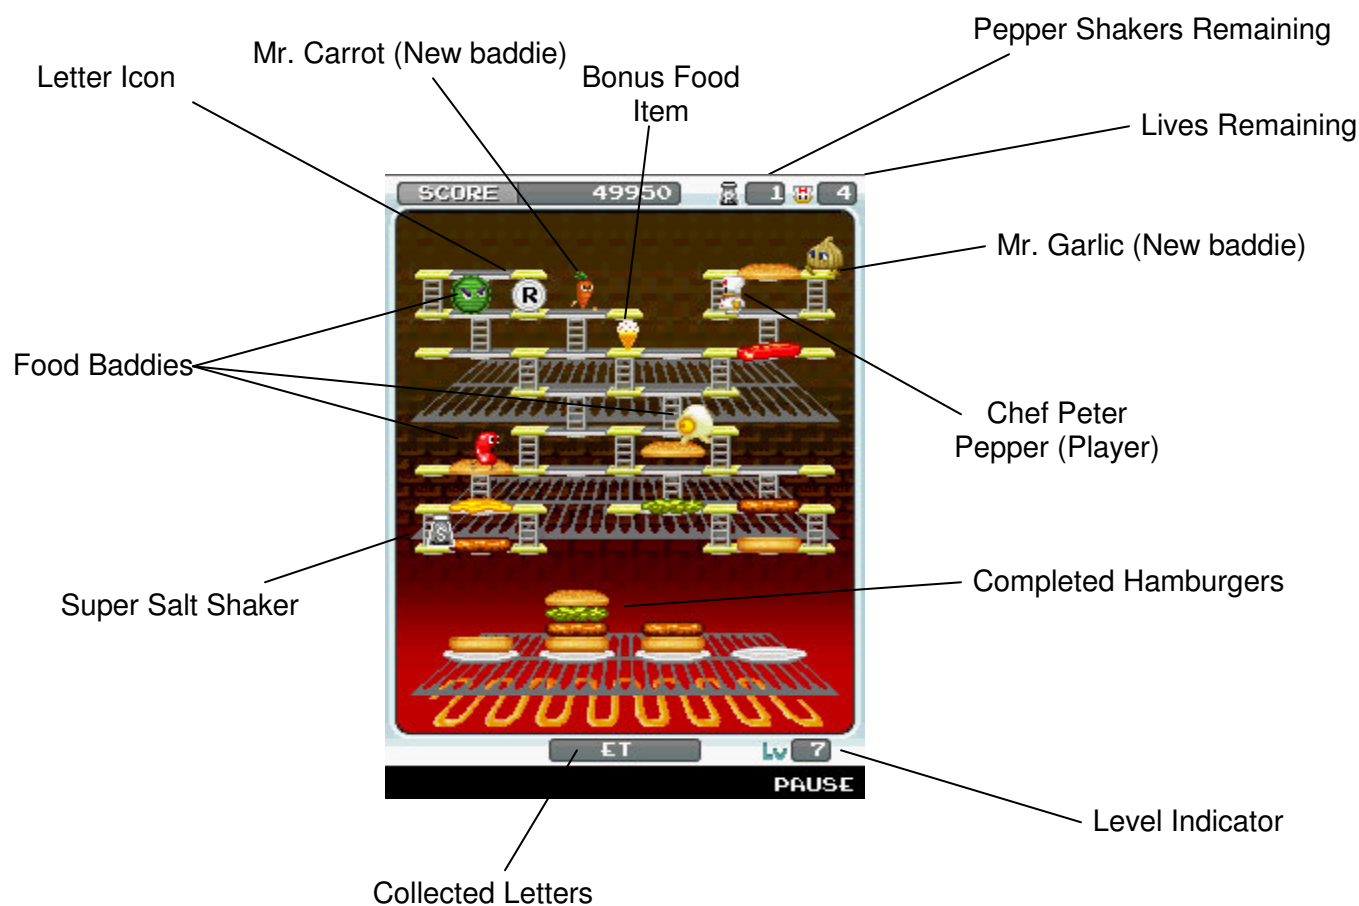 Pepper Shakers Remaining
Mr. Carrot (New baddie)
Letter Icon
Bonus Food
Item
Lives Remaining
SCORE 49950 1 4
Mr. Garlic (New baddie)
R
Food Baddies
Chef Peter
Pepper (Player)
S
Super Salt Shaker
Completed Hamburgers
ET Lv 7
PAUSE
Level Indicator
Collected Letters